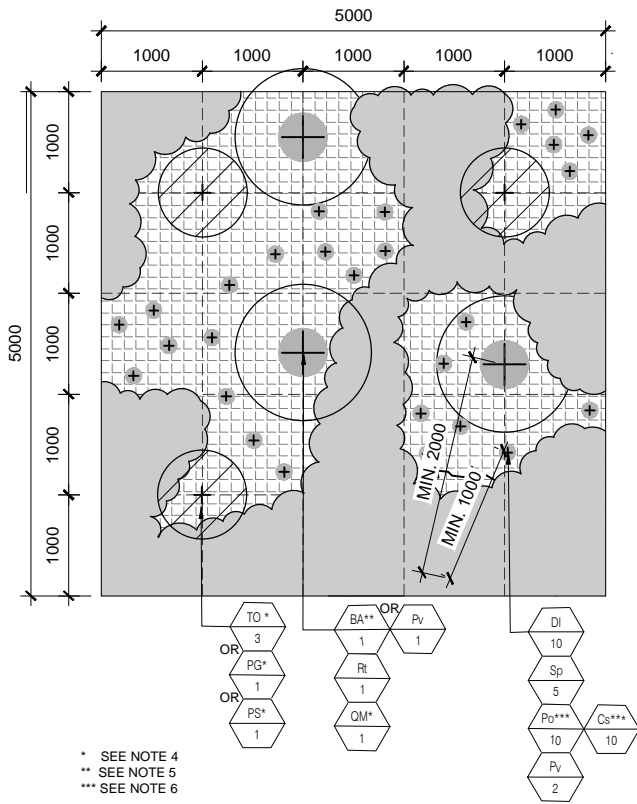 5000
1000 1000 1000 1000 1000
5000
1000
1000
1000
1000
1000
MIN. 2000
MIN. 1000
TO *
3
OR
PG*
1
OR
PS*
1
OR
BA**
1
Pv
1
Rt
1
QM*
1
DI
10
Sp
5
Po***
10
Cs***
10
Pv
2
* SEE NOTE 4
** SEE NOTE 5
*** SEE NOTE 6